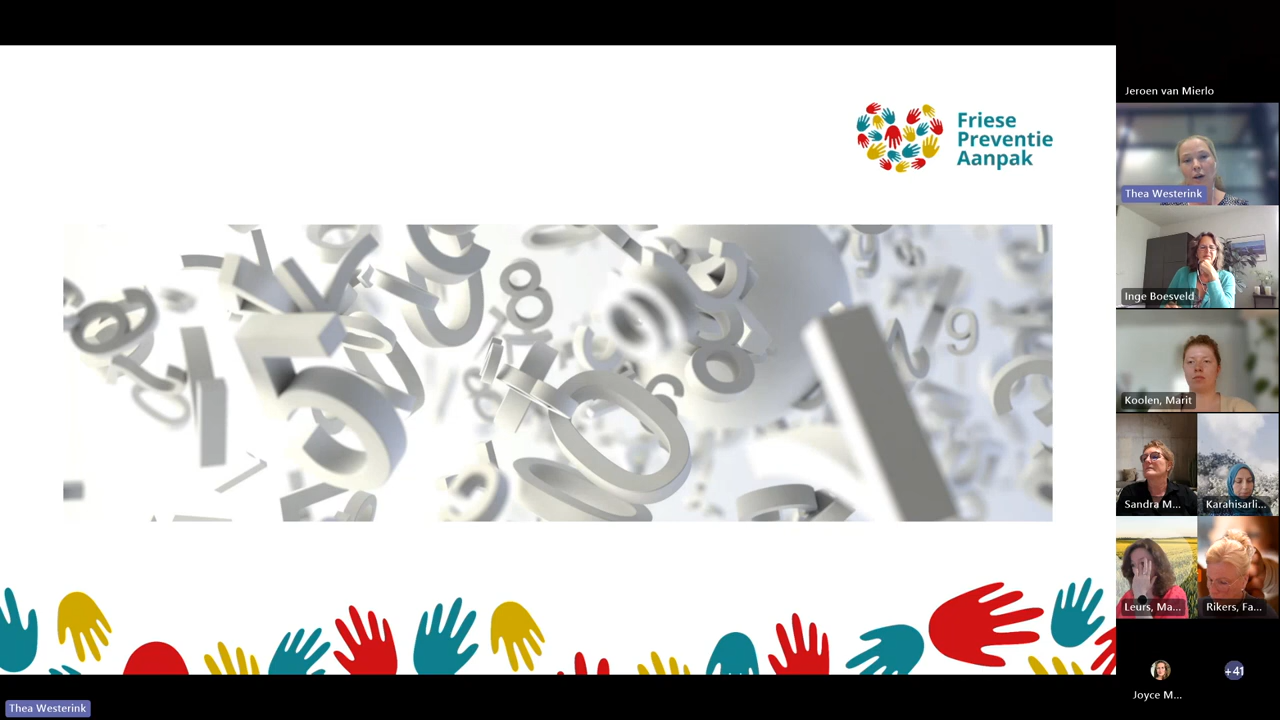 Friese
Preventie
Aanpak
Jeroen van Mierlo
Thea Westerink
Inge Boesveld
Koolen, Marit
Sandra M...
Karahisarli...
Leurs, Ma...
Rikers, Fa...
Joyce M...
+41
Thea Westerink